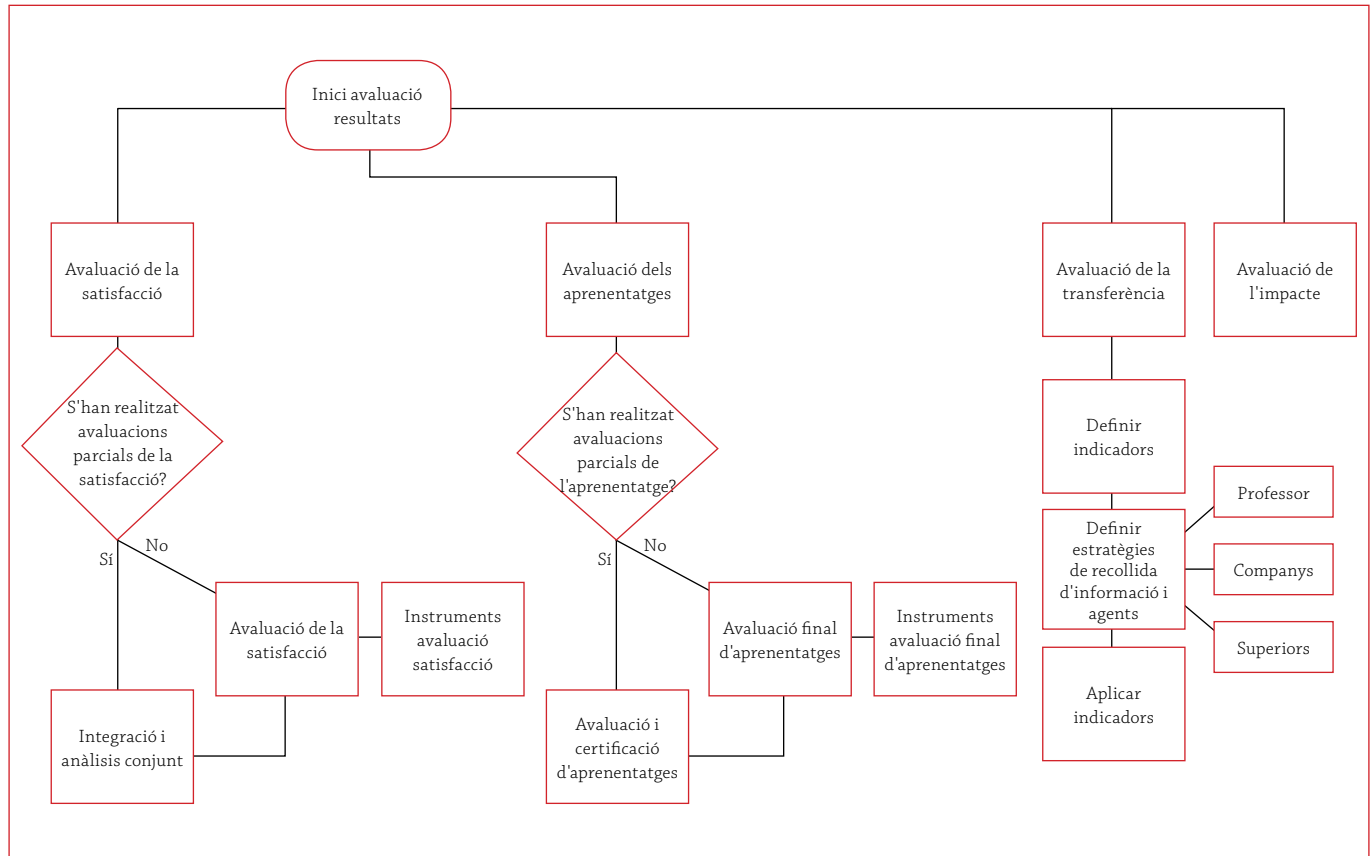 Inici avaluació
resultats
Avaluació de la
satisfacció
S'han realitzat
avaluacions
parcials de la
satisfacció?
Sí
No
Avaluació de la
satisfacció
Instruments
avaluació
satisfacció
Integració i
anàlisis conjunt
Avaluació dels
aprenentatges
S'han realitzat
avaluacions
parcials de
l'aprenentatge?
Sí
No
Avaluació final
d'aprenentatges
Instruments
avaluació final
d'aprenentatges
Avaluació i
certificació
d'aprenentatges
Avaluació de la
transferència
Definir
indicadors
Definir
estratègies
de recollida
d'informació i
agents
Professor
Companys
Superiors
Aplicar
indicadors
Avaluació de
l'impacte